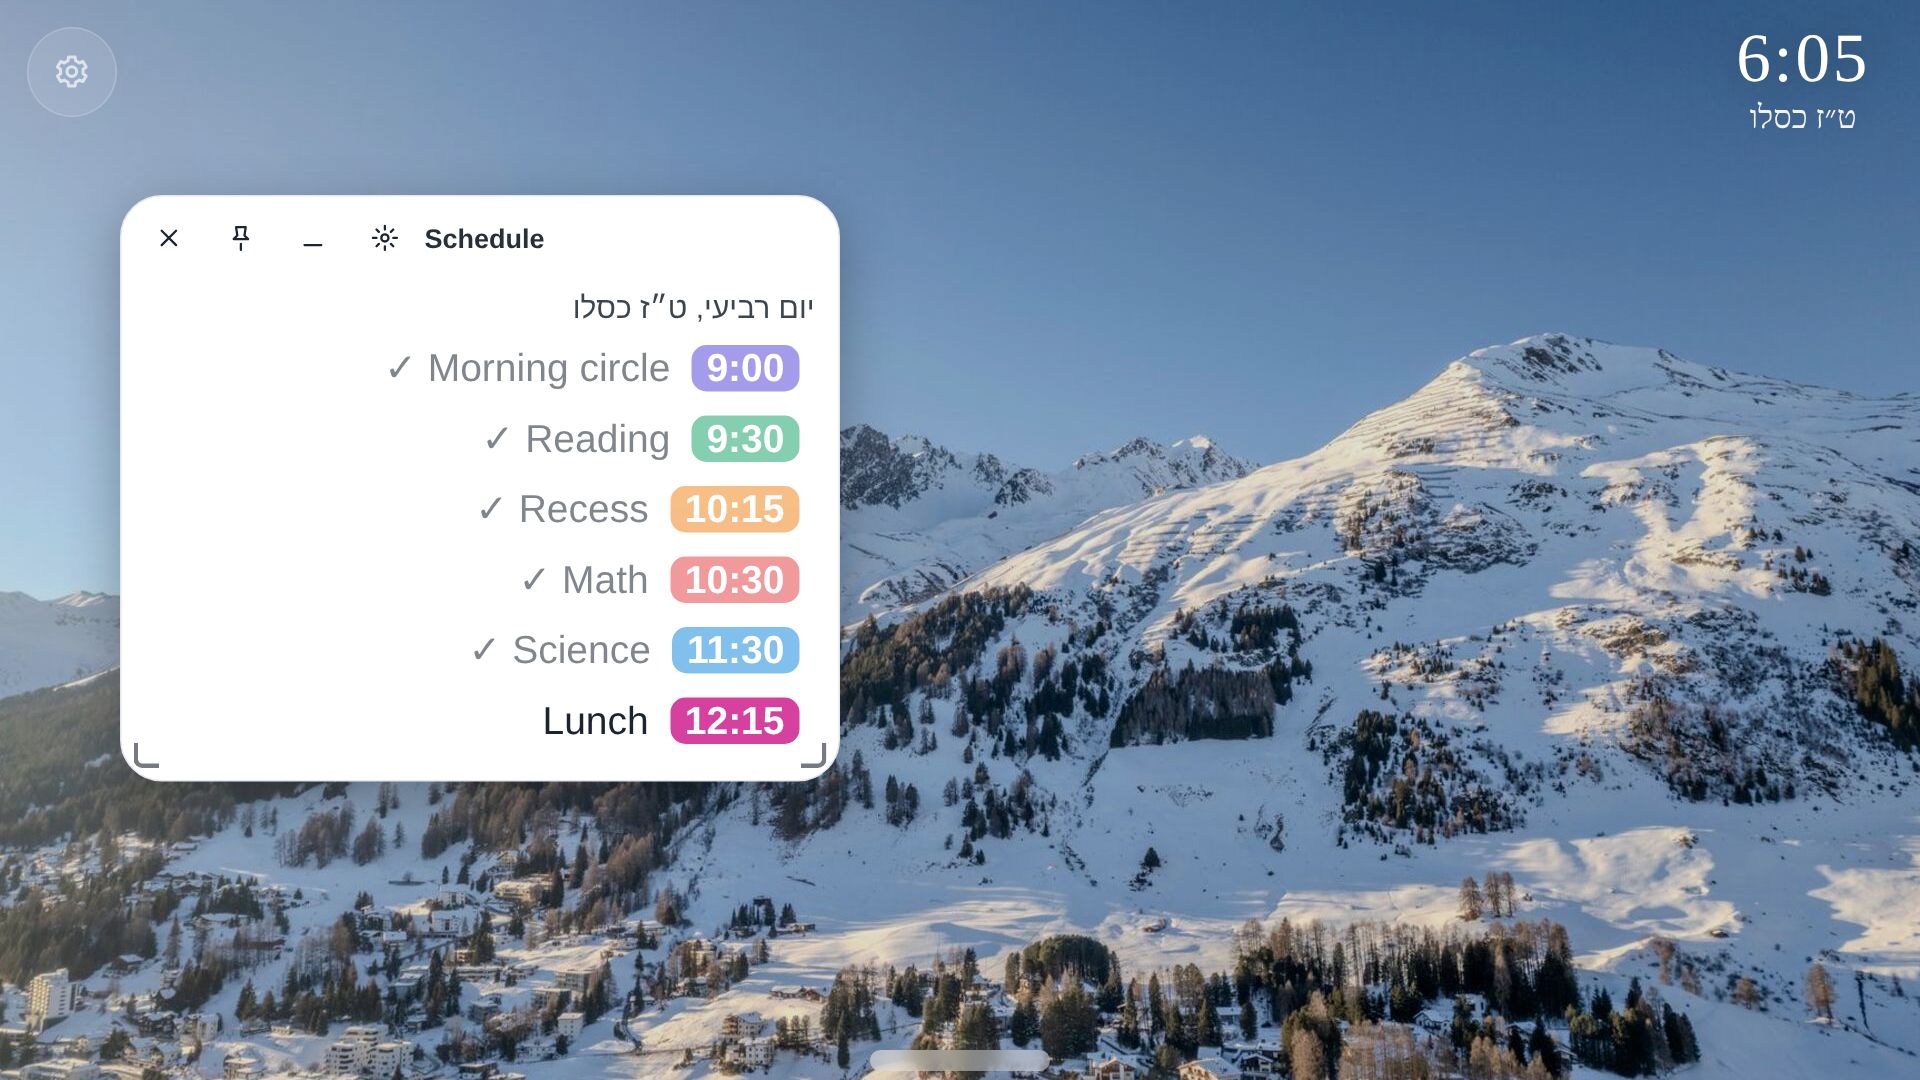 6:05
ט״ז כסלו
Schedule
יום רביעי, ט״ז כסלו
✓ Morning circle 9:00
✓ Reading 9:30
✓ Recess 10:15
✓ Math 10:30
✓ Science 11:30
Lunch 12:15